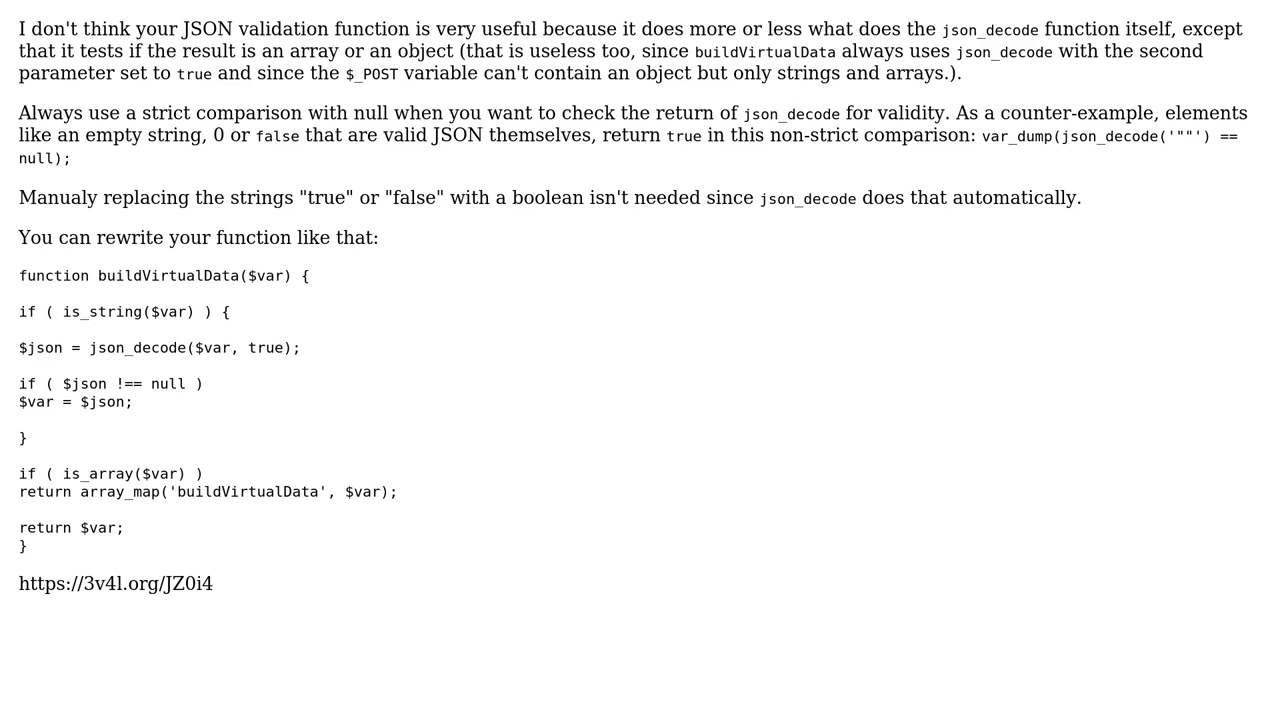 I don't think your JSON validation function is very useful because it does more or less what does the json_decode function itself, except
that it tests if the result is an array or an object (that is useless too, since buildVirtualData always uses json_decode with the second
parameter set to true and since the $_POST variable can't contain an object but only strings and arrays.).
Always use a strict comparison with null when you want to check the return of json_decode for validity. As a counter-example, elements
like an empty string, 0 or false that are valid JSON themselves, return true in this non-strict comparison: var_dump(json_decode('""') ==
null);
Manualy replacing the strings "true" or "false" with a boolean isn't needed since json_decode does that automatically.
You can rewrite your function like that:
function buildVirtualData($var) {
if ( is_string($var) ) {
$json = json_decode($var, true);
if ( $json !== null )
$var = $json;
}
if ( is_array($var) )
return array_map('buildVirtualData', $var);
return $var;
}
https://3v4l.org/JZ0i4